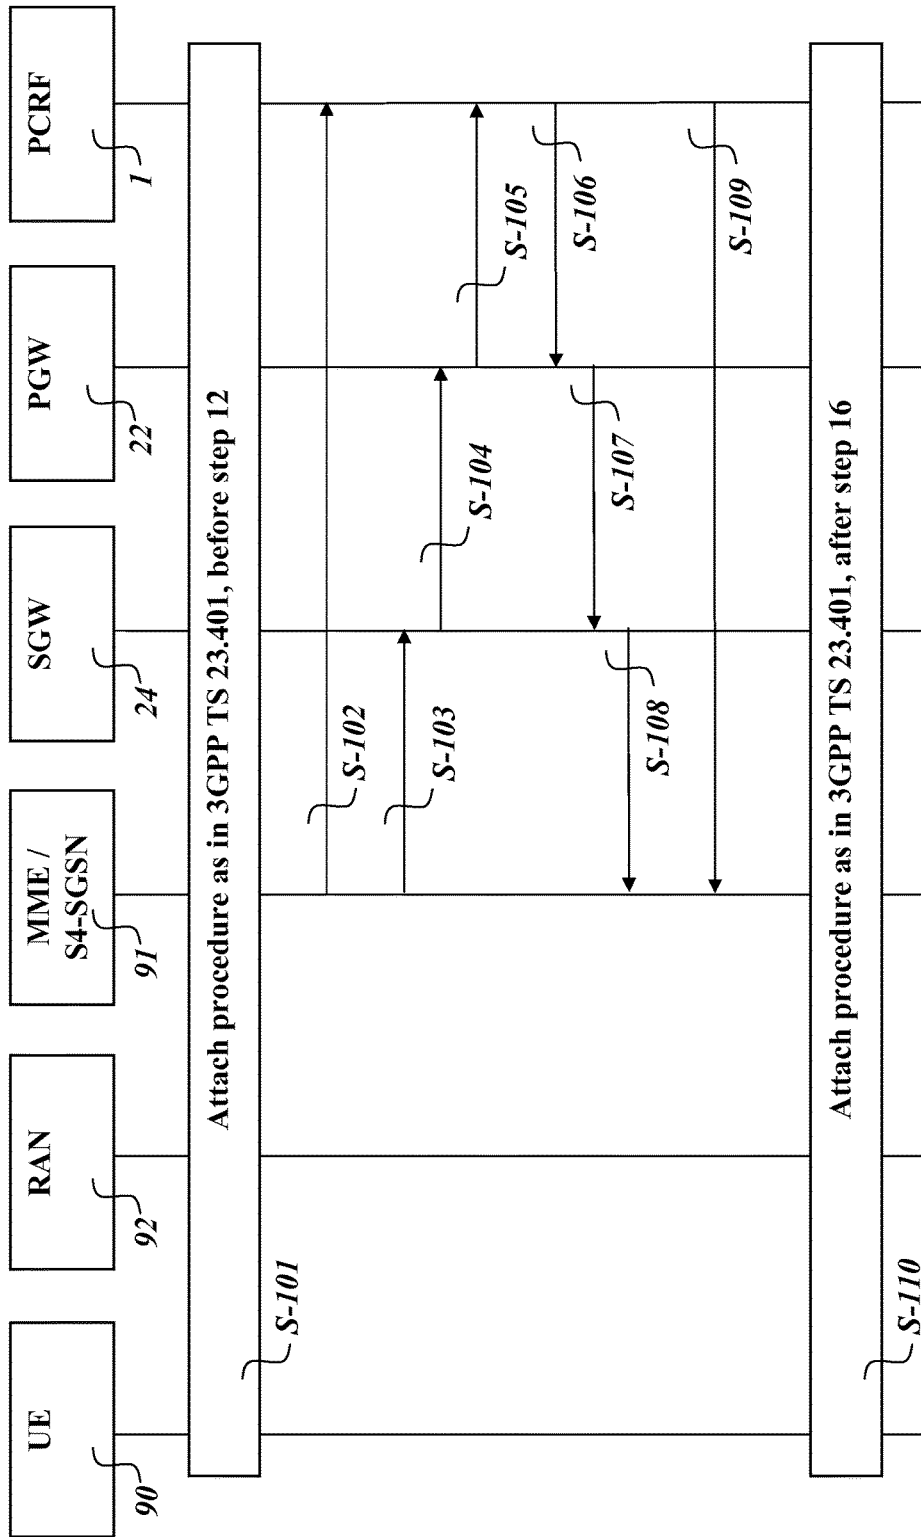 UE
90
RAN
92
MME /
S4-SGSN
91
SGW
24
PGW
22
PCRF
1
Attach procedure as in 3GPP TS 23.401, before step 12
S-101
S-102
S-103
S-104
S-105
S-106
S-107
S-108
S-109
Attach procedure as in 3GPP TS 23.401, after step 16
S-110